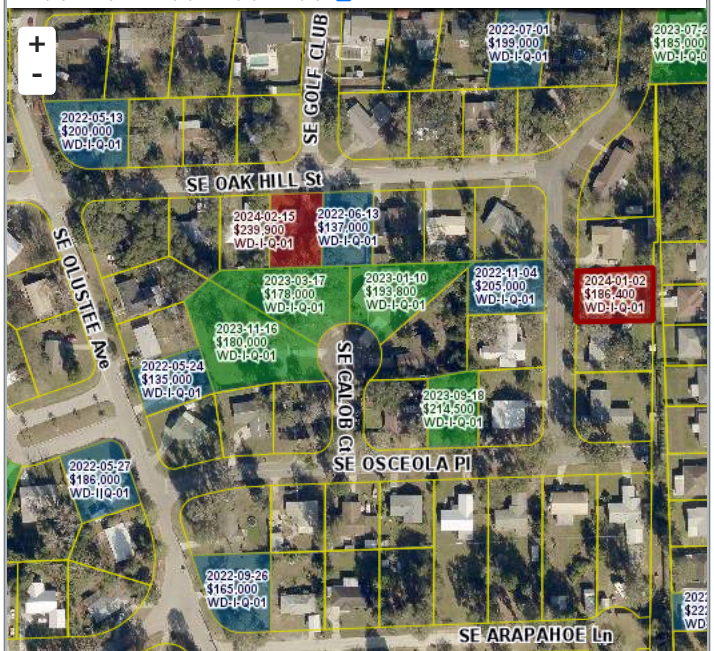 +
-
SE GOLF CLUB
2022-07-01
$199,000
WD-I-Q-01
2023-07-2
$185,000
WD-I-Q-0
2022-05-13
$200,000
WD-I-Q-01
SE OAK HILL St
2024-02-15
$239,900
WD-I-Q-01
2022-06-13
$137,000
WD-I-Q-01
SE OLUSTEE Ave
2023-03-17
$178,000
WD-I-Q-01
2023-01-10
$193,800
WD-I-Q-01
2022-11-04
$205,000
WD-I-Q-01
2024-01-02
$186,400
WD-I-Q-01
2023-11-16
$180,000
WD-I-Q-01
SE GALOB Ct
2022-05-24
$135,000
WD-I-Q-01
2023-09-18
$214,500
WD-I-Q-01
SE OSCEOLA Pl
2022-05-27
$186,000
WD-IIQ-01
2022-09-26
$165,000
WD-I-Q-01
2022
$222
WD
SE ARAPAHOE Ln